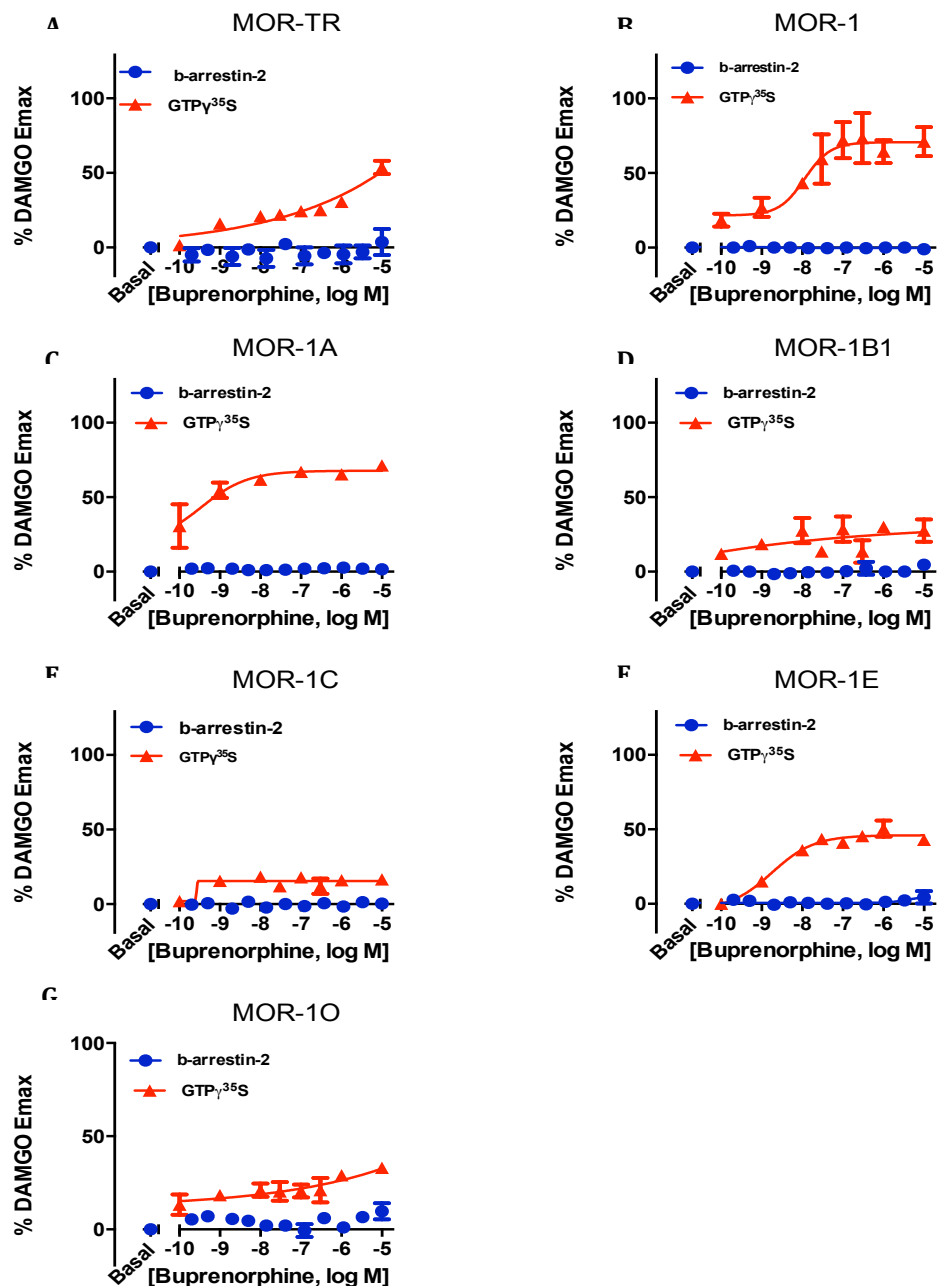 A
MOR-TR
% DAMGO Emax
b-arrestin-2
GTPγ³⁵S
100
50
0
Basal -10 -9 -8 -7 -6 -5
[Buprenorphine, log M]
B
MOR-1
% DAMGO Emax
b-arrestin-2
GTPγ³⁵S
100
50
0
Basal -10 -9 -8 -7 -6 -5
[Buprenorphine, log M]
C
MOR-1A
% DAMGO Emax
b-arrestin-2
GTPγ³⁵S
100
50
0
Basal -10 -9 -8 -7 -6 -5
[Buprenorphine, log M]
D
MOR-1B1
% DAMGO Emax
b-arrestin-2
GTPγ³⁵S
100
50
0
Basal -10 -9 -8 -7 -6 -5
[Buprenorphine, log M]
MOR-1C
% DAMGO Emax
b-arrestin-2
GTPγ³⁵S
100
50
0
Basal -10 -9 -8 -7 -6 -5
[Buprenorphine, log M]
MOR-1E
% DAMGO Emax
b-arrestin-2
GTPγ³⁵S
100
50
0
Basal -10 -9 -8 -7 -6 -5
[Buprenorphine, log M]
G
MOR-1O
% DAMGO Emax
b-arrestin-2
GTPγ³⁵S
100
50
0
Basal -10 -9 -8 -7 -6 -5
[Buprenorphine, log M]